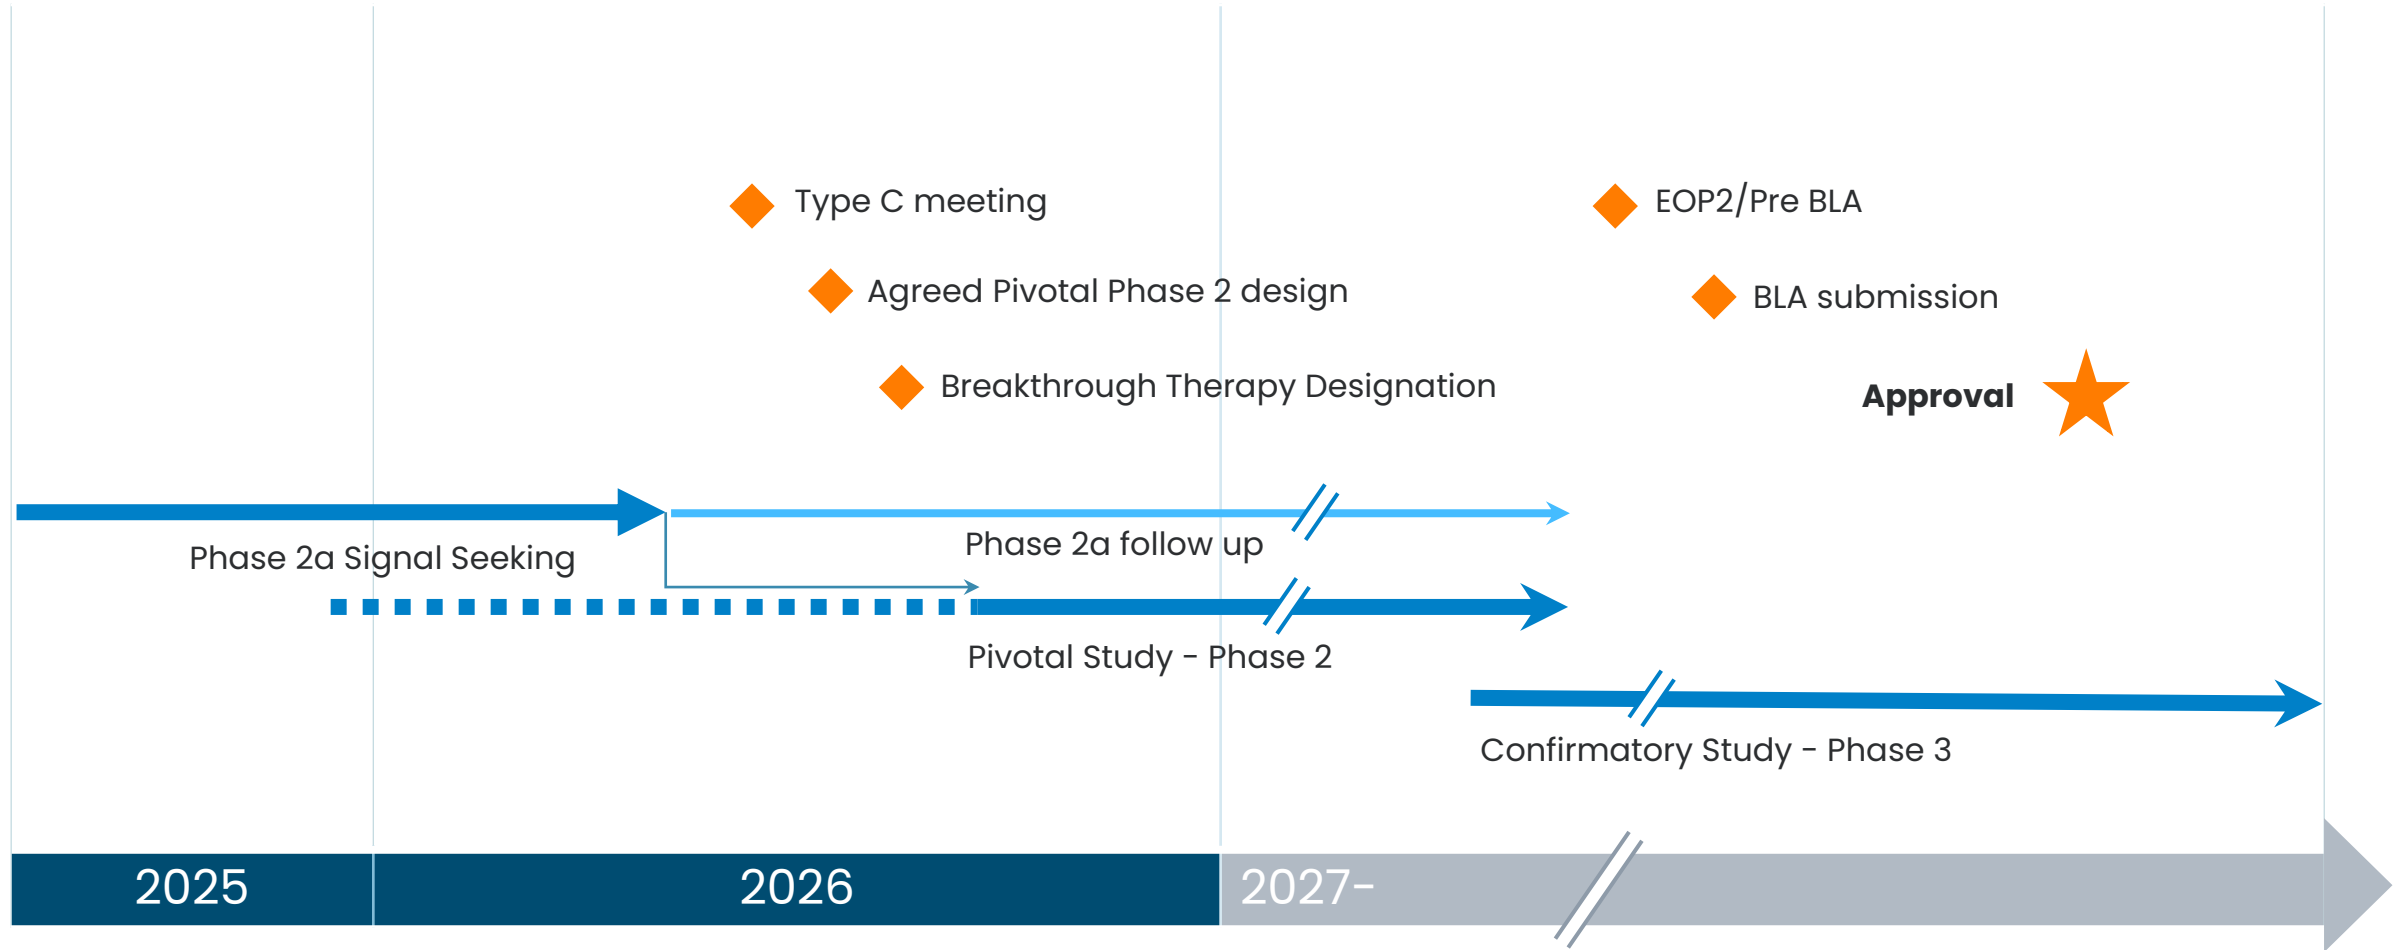 Type C meeting
EOP2/Pre BLA
Agreed Pivotal Phase 2 design
BLA submission
Breakthrough Therapy Designation
Approval
Phase 2a Signal Seeking
Phase 2a follow up
Pivotal Study - Phase 2
Confirmatory Study - Phase 3
2025
2026
2027-